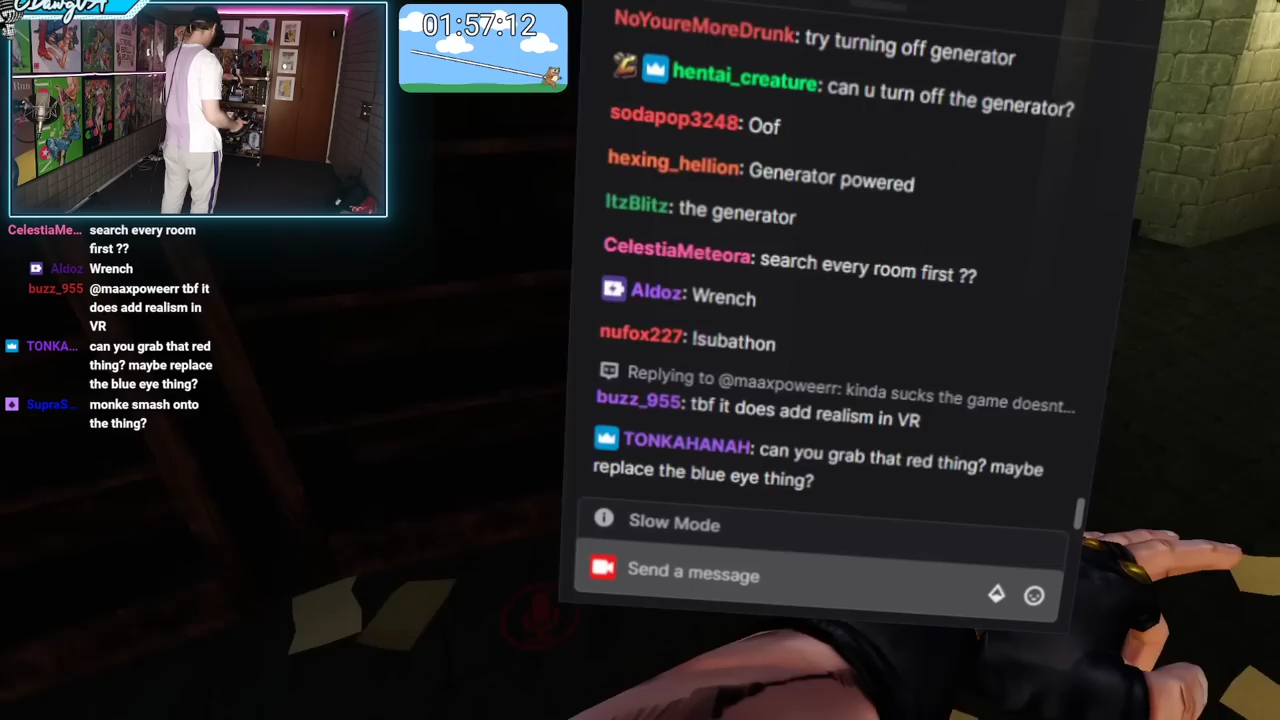 CDawgVA
01:57:12
CelestiaMe... search every room
first ??
Aldoz Wrench
buzz_955 @maaxpoweerr tbf it
does add realism in
VR
TONKA... can you grab that red
thing? maybe replace
the blue eye thing?
SupraS... monke smash onto
the thing?
NoYoureMoreDrunk: try turning off generator
hentai_creature: can u turn off the generator?
sodapop3248: Oof
hexing_hellion: Generator powered
ItzBlitz: the generator
CelestiaMeteora: search every room first ??
Aldoz: Wrench
nufox227: !subathon
Replying to @maaxpoweerr: kinda sucks the game doesnt...
buzz_955: tbf it does add realism in VR
TONKAHANAH: can you grab that red thing? maybe
replace the blue eye thing?
Slow Mode
Send a message